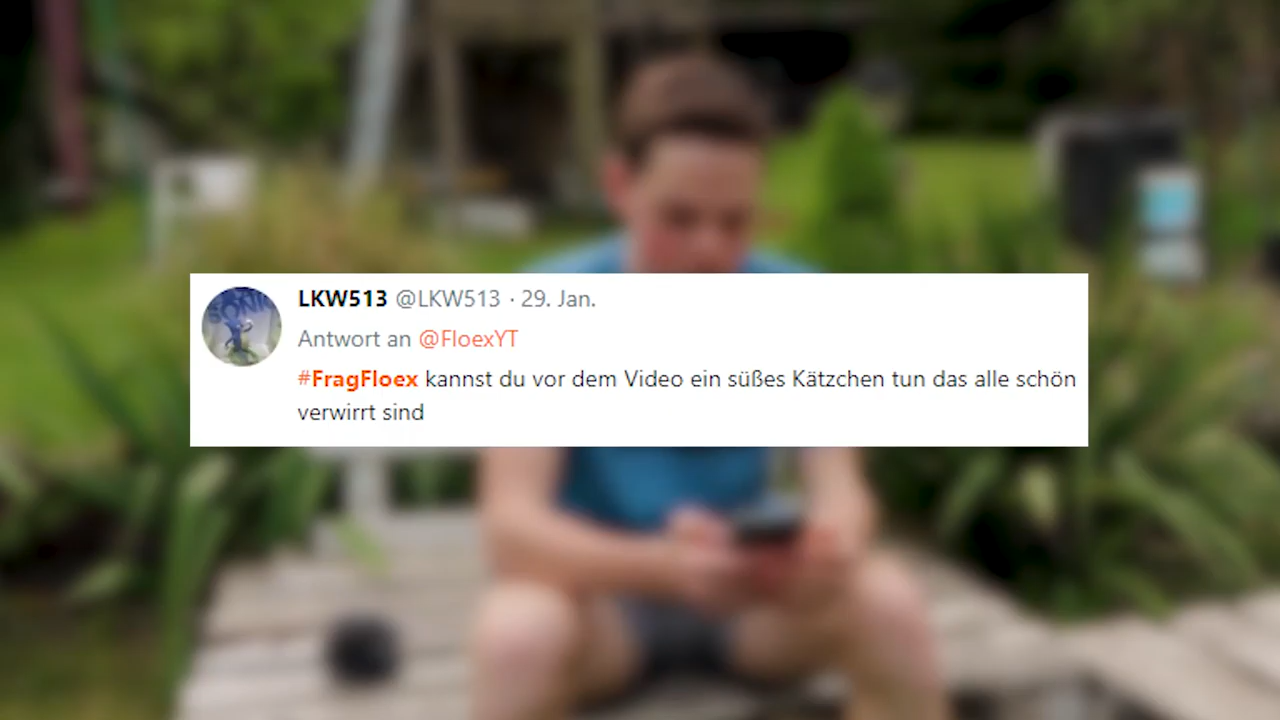 SONIC
LKW513 @LKW513 · 29. Jan.
Antwort an @FloexYT
#FragFloex kannst du vor dem Video ein süßes Kätzchen tun das alle schön
verwirrt sind